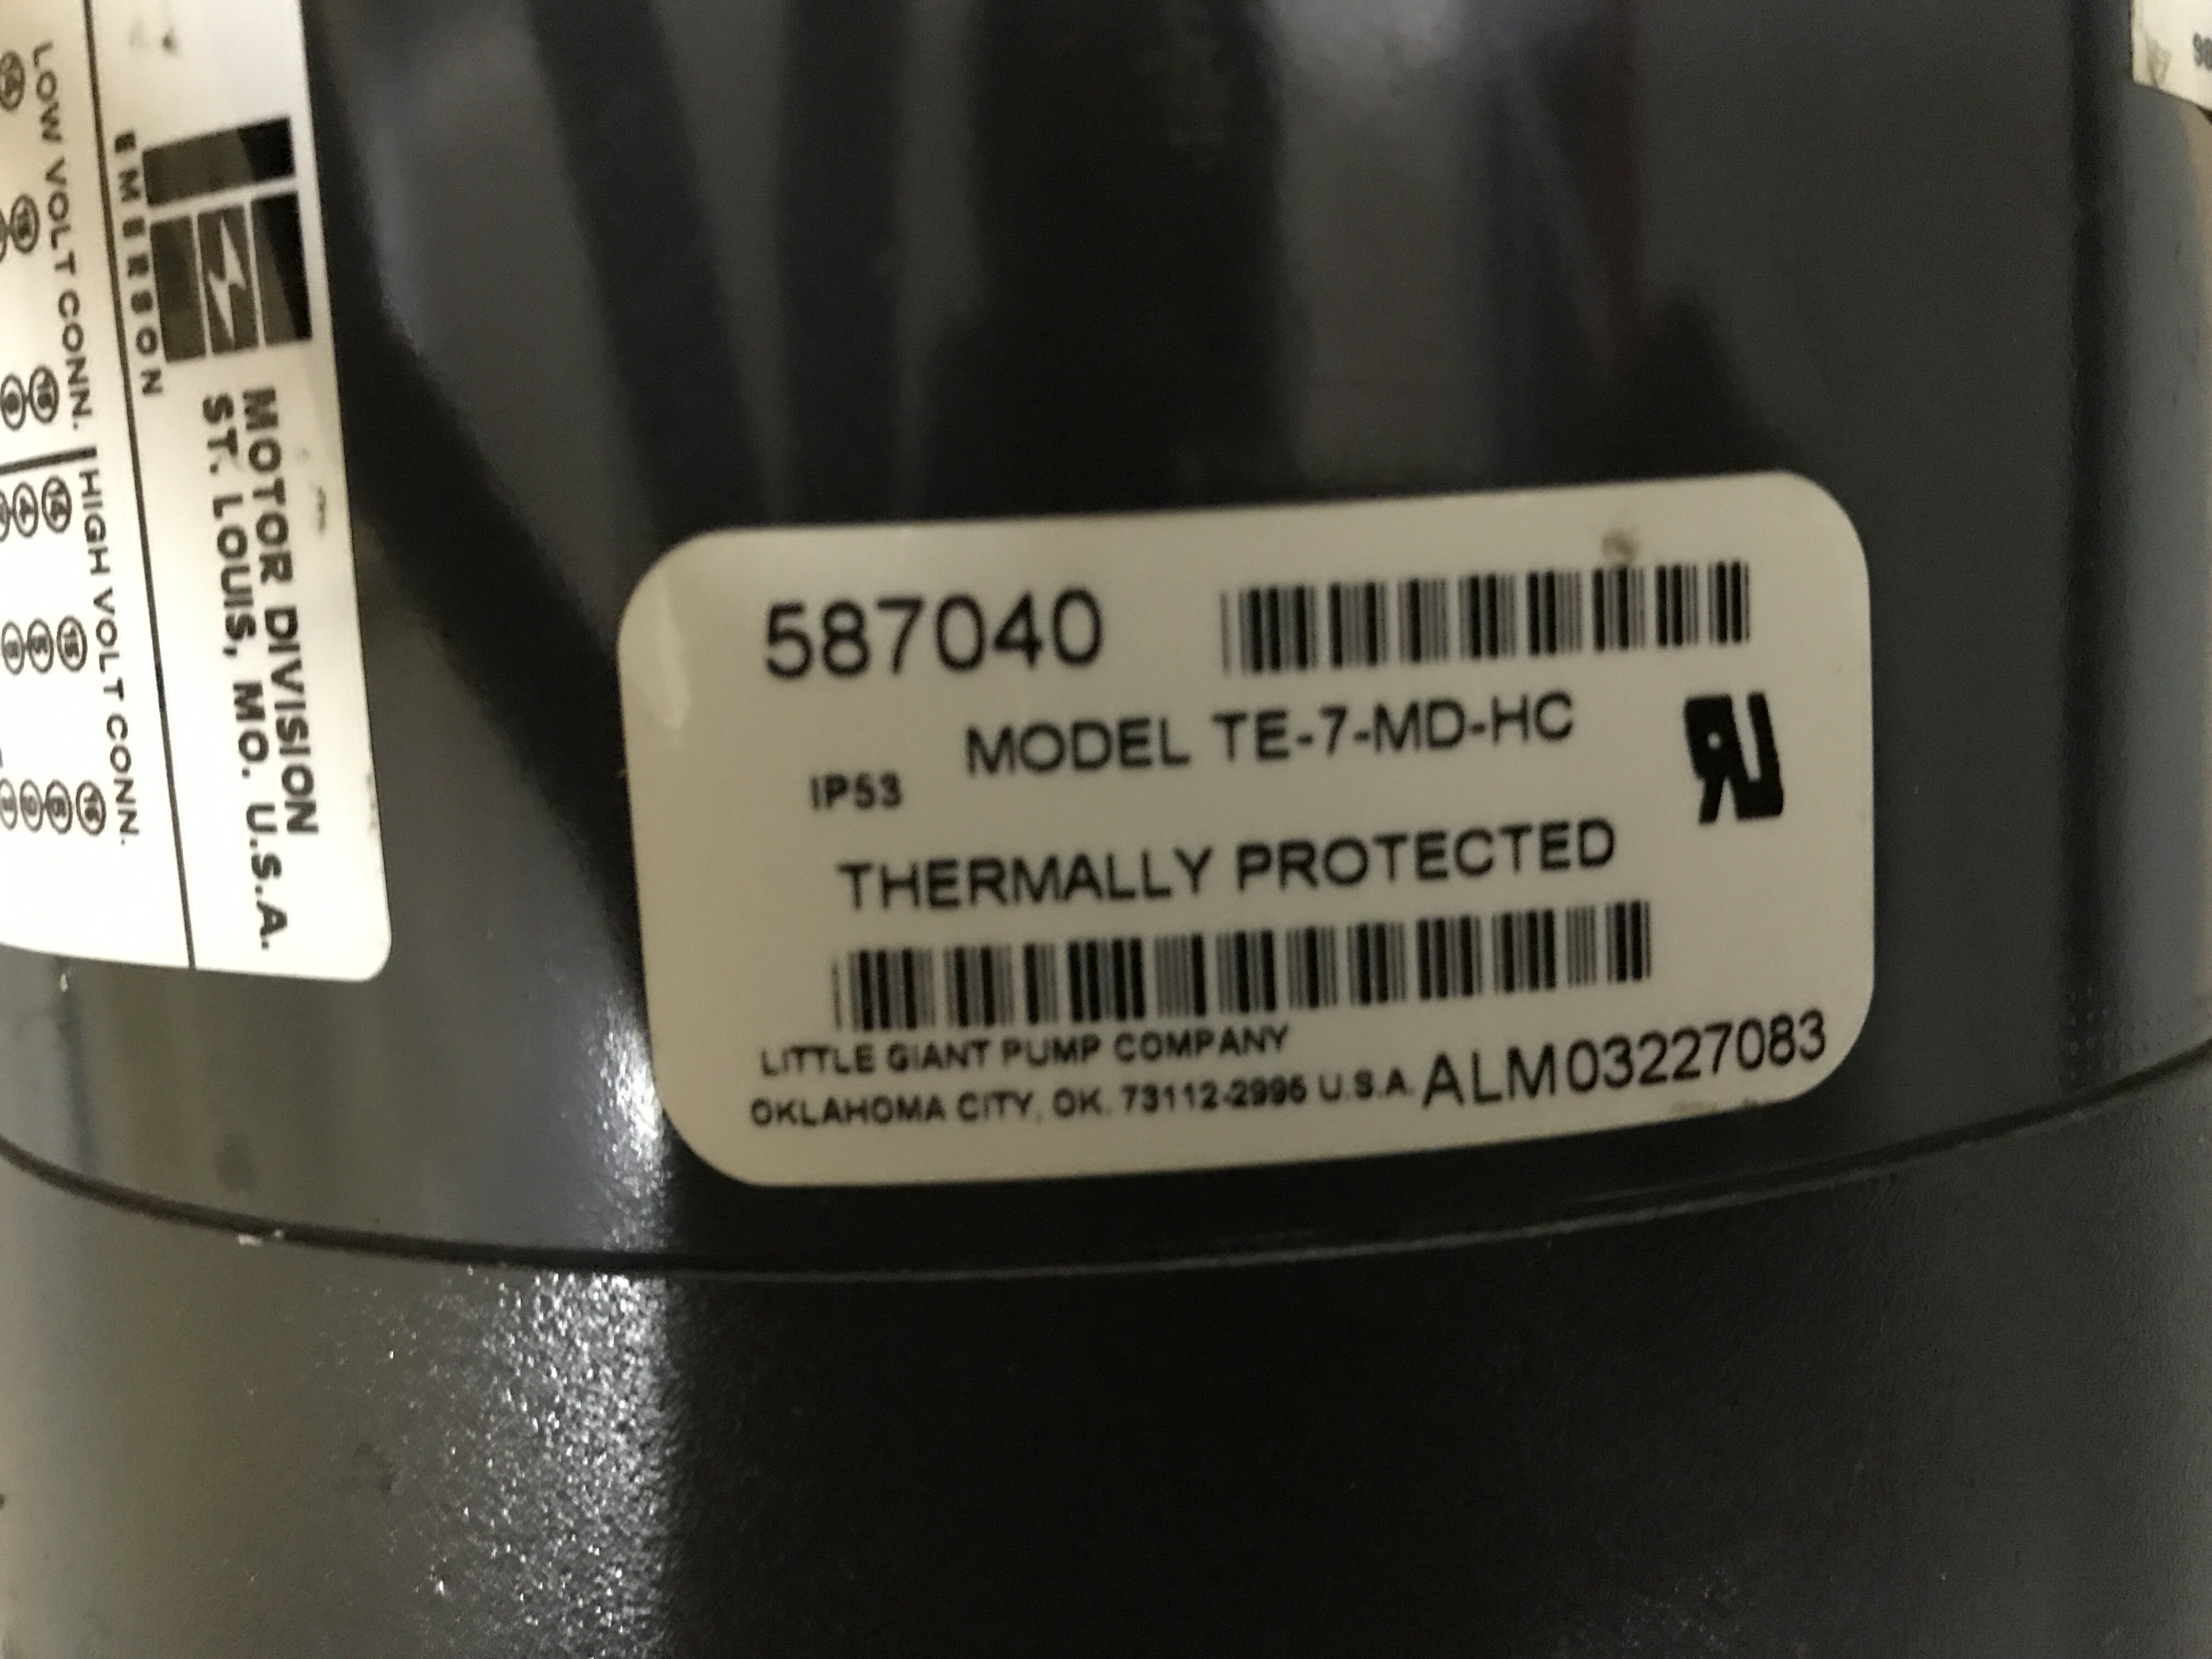 LOW VOLT CONN. HIGH VOLT CONN.
EMERSON
MOTOR DIVISION
ST. LOUIS, MO. U.S.A.
587040
MODEL TE-7-MD-HC
IP53
THERMALLY PROTECTED
LITTLE GIANT PUMP COMPANY
OKLAHOMA CITY, OK. 73112-2995 U.S.A. ALM03227083